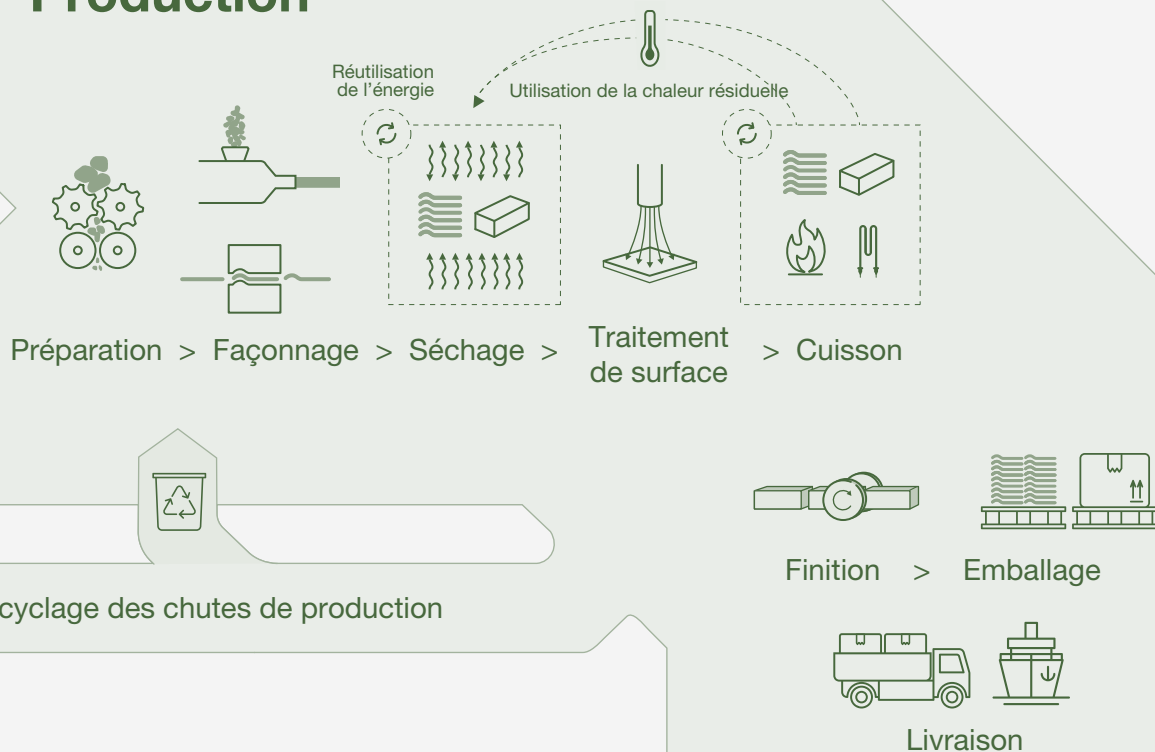 Production
Réutilisation
de l’énergie
Utilisation de la chaleur résiduelle
Préparation > Façonnage > Séchage > Traitement
de surface > Cuisson
Finition > Emballage
cyclage des chutes de production
Livraison